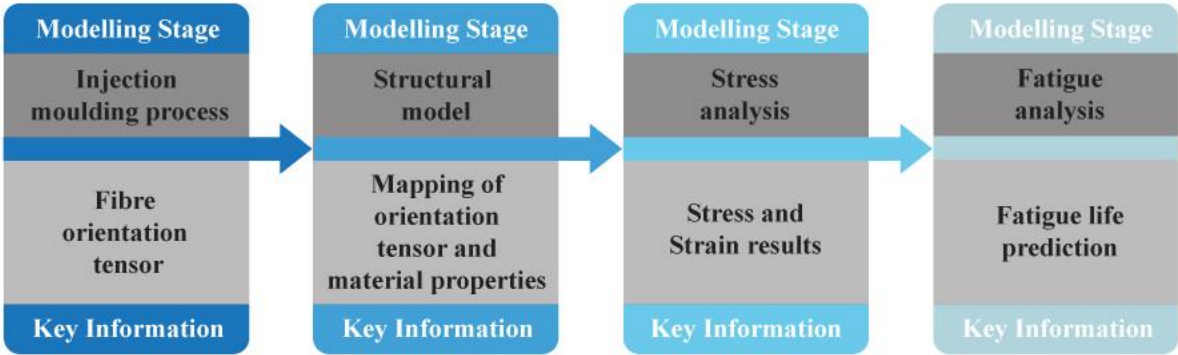 Modelling Stage
Injection
moulding process
Fibre
orientation
tensor
Key Information
Modelling Stage
Structural
model
Mapping of
orientation
tensor and
material properties
Key Information
Modelling Stage
Stress
analysis
Stress and
Strain results
Key Information
Modelling Stage
Fatigue
analysis
Fatigue life
prediction
Key Information